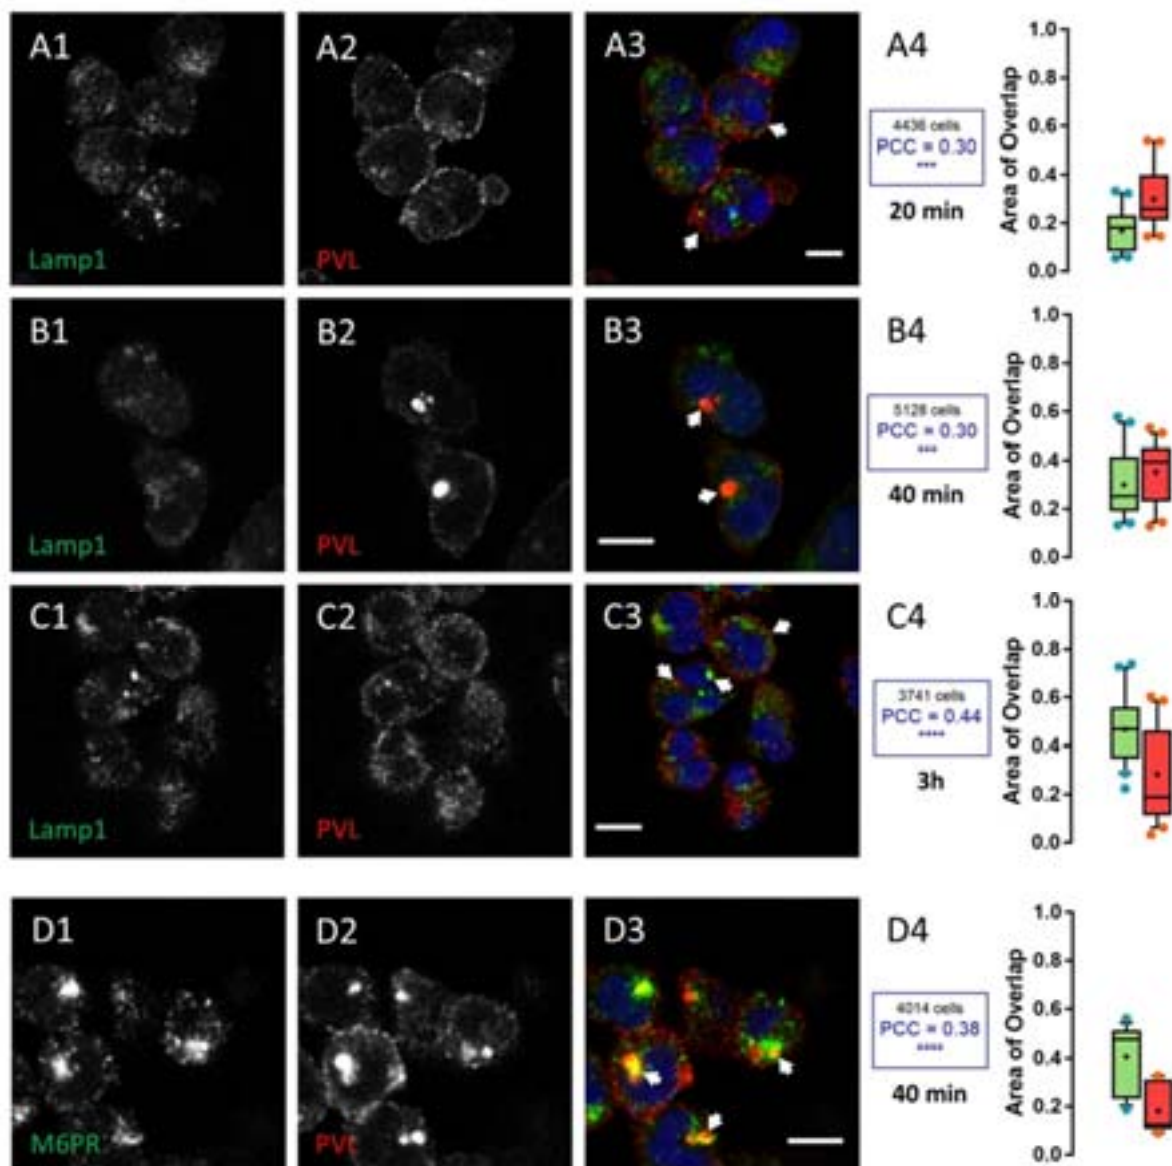 A1
A2
A3
A4
Lamp1
PVL
4436 cells
PCC = 0.30
***
20 min
Area of Overlap
1.0
0.8
0.6
0.4
0.2
0.0
B1
B2
B3
B4
Lamp1
PVL
5128 cells
PCC = 0.30
***
40 min
Area of Overlap
1.0
0.8
0.6
0.4
0.2
0.0
C1
C2
C3
C4
Lamp1
PVL
3741 cells
PCC = 0.44
****
3h
Area of Overlap
1.0
0.8
0.6
0.4
0.2
0.0
D1
D2
D3
D4
M6PR
PVL
4014 cells
PCC = 0.38
****
40 min
Area of Overlap
1.0
0.8
0.6
0.4
0.2
0.0